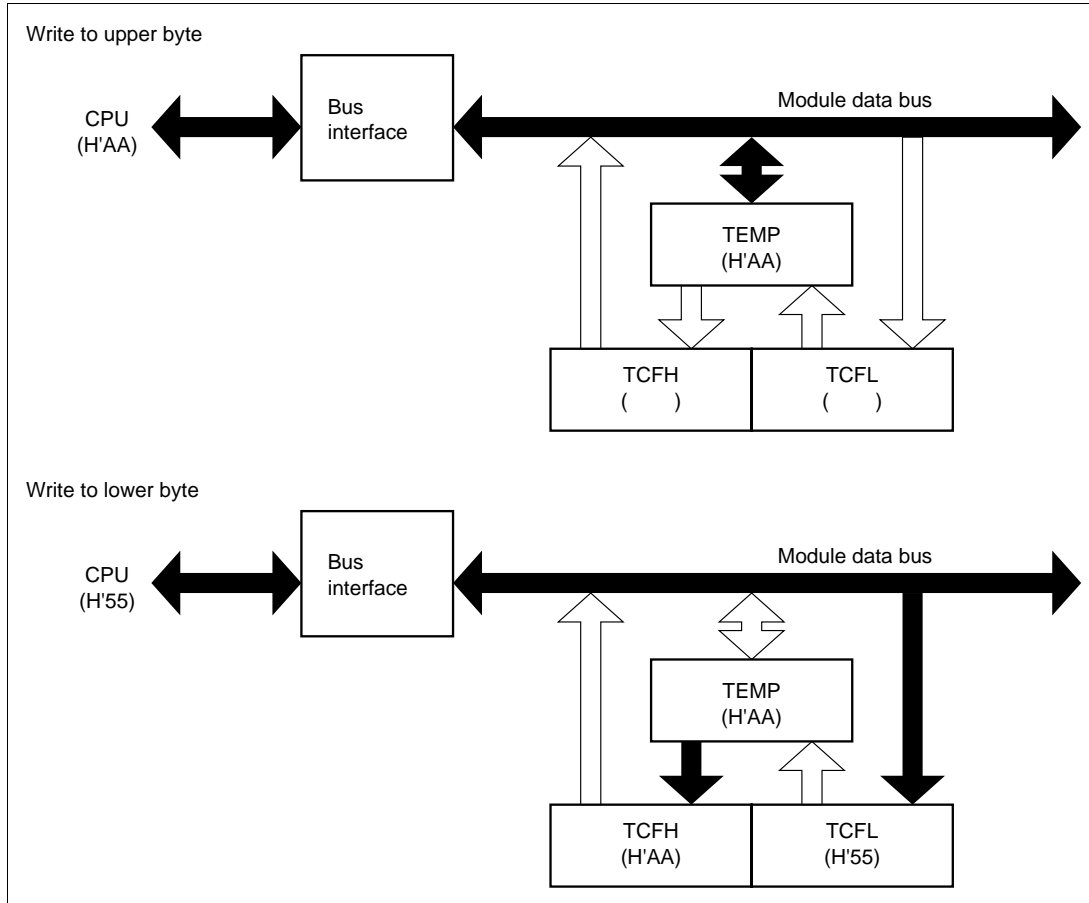 Write to upper byte
CPU
(H'AA)
Bus
interface
Module data bus
TEMP
(H'AA)
TCFH
( )
TCFL
( )
Write to lower byte
CPU
(H'55)
Bus
interface
Module data bus
TEMP
(H'AA)
TCFH
(H'AA)
TCFL
(H'55)